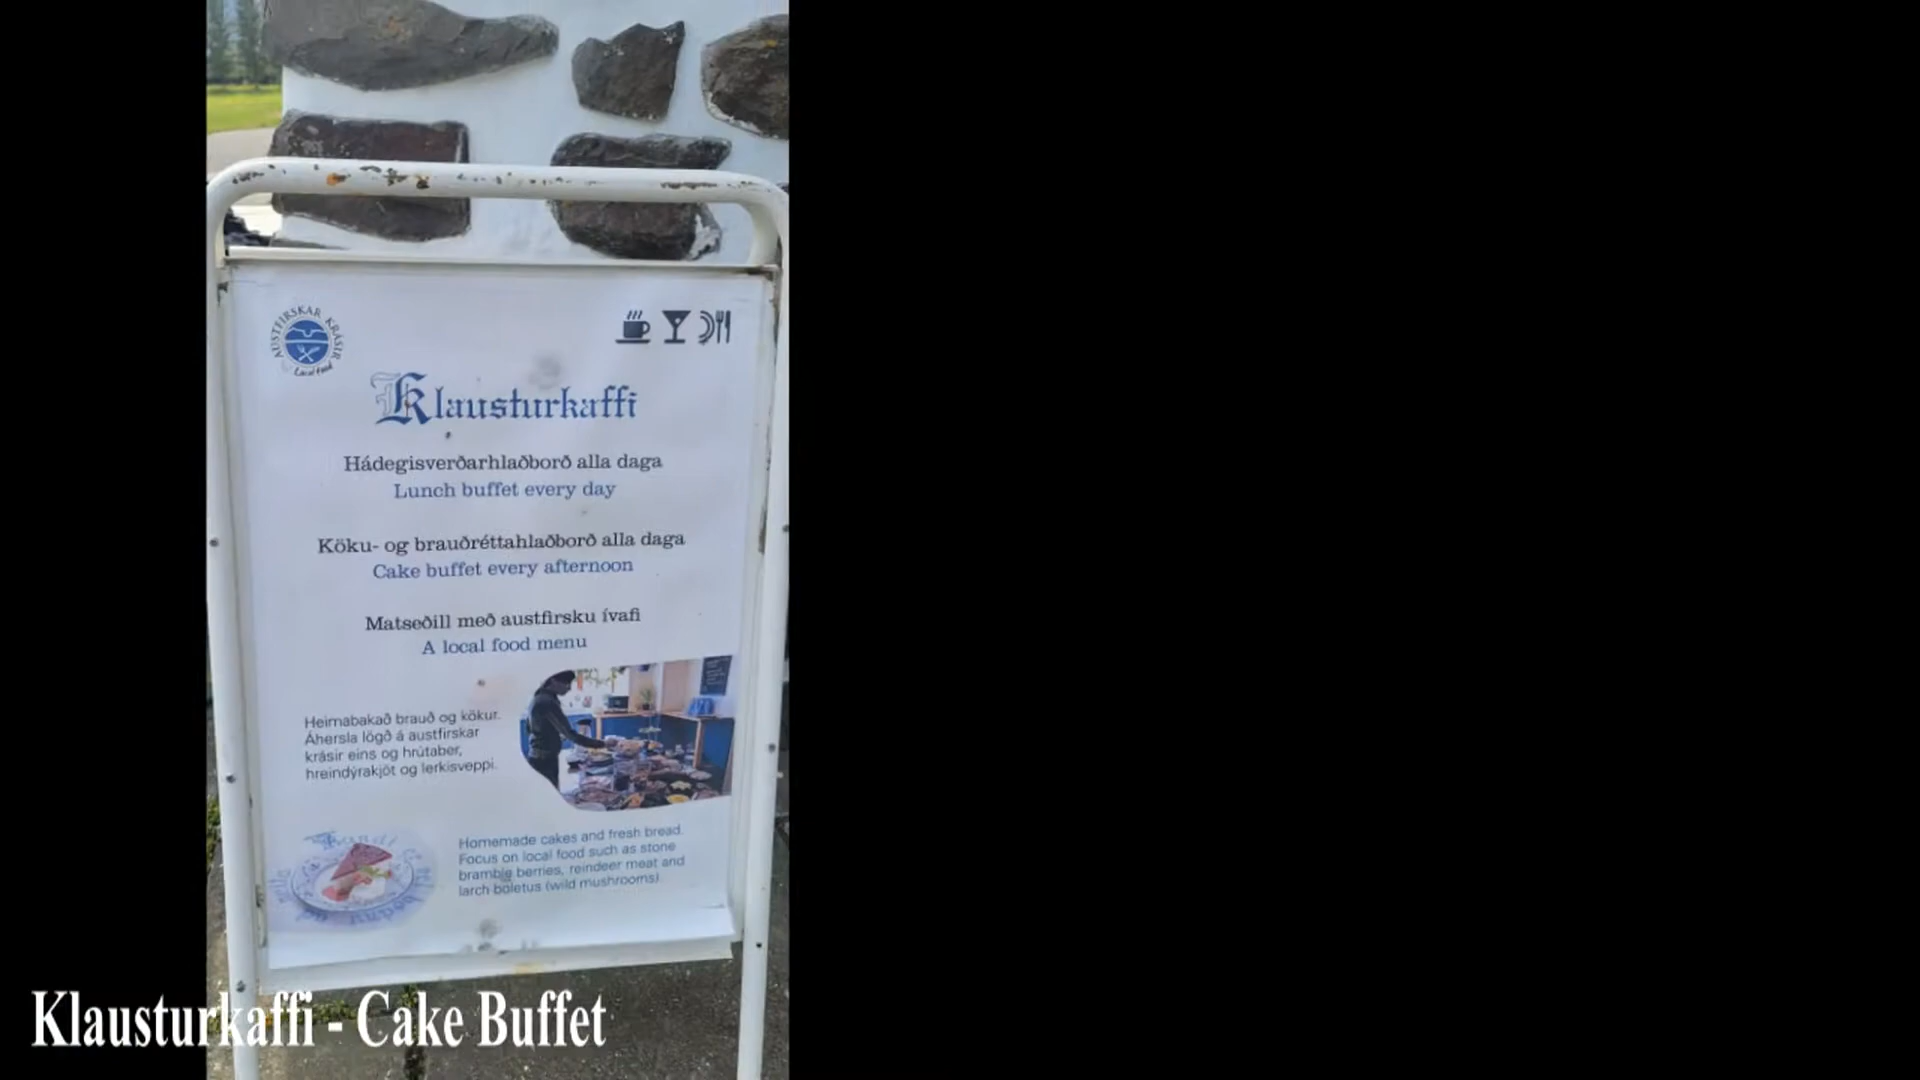 AUSTFIRSKAR KRÁSIR
Local food
Klausturkaffi
Hádegisverðarhlaðborð alla daga
Lunch buffet every day
Köku- og brauðréttahlaðborð alla daga
Cake buffet every afternoon
Matseðill með austfirsku ívafi
A local food menu
Heimabakað brauð og kökur.
Áhersla lögð á austfirskar
krásir eins og hrútaber,
hreindýrakjöt og lerkisveppi.
Homemade cakes and fresh bread.
Focus on local food such as stone
bramble berries, reindeer meat and
larch boletus (wild mushrooms)
Klausturkaffi - Cake Buffet